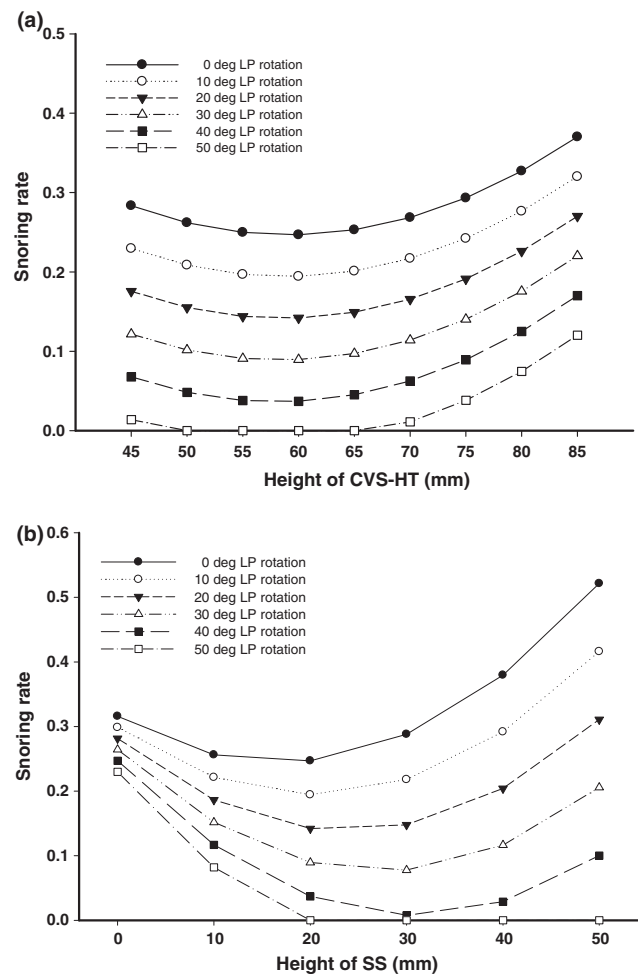 (a)
0.5
0.4
0.3
0.2
0.1
0.0
Snoring rate
0 deg LP rotation
10 deg LP rotation
20 deg LP rotation
30 deg LP rotation
40 deg LP rotation
50 deg LP rotation
45 50 55 60 65 70 75 80 85
Height of CVS-HT (mm)
(b)
0.6
0.5
0.4
0.3
0.2
0.1
0.0
Snoring rate
0 deg LP rotation
10 deg LP rotation
20 deg LP rotation
30 deg LP rotation
40 deg LP rotation
50 deg LP rotation
0 10 20 30 40 50
Height of SS (mm)